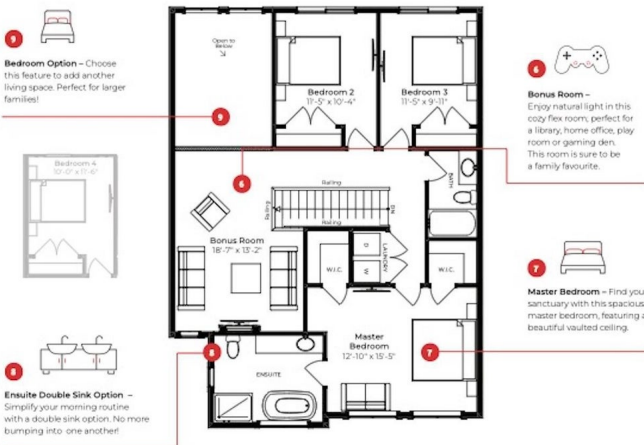 9
Bedroom Option – Choose
this feature to add another
living space. Perfect for larger
families!
Open to
Below
9
Bedroom 2
11'-5" x 10'-4"
Bedroom 3
11'-5" x 9'-11"
6
Bonus Room –
Enjoy natural light in this
cozy flex room; perfect for
a library, home office, play
room or gaming den.
This room is sure to be
a family favourite.
Bedroom 4
10'-0" x 11'-6"
6
BATH
Railing
Railing
Railing
DN
Bonus Room
18'-7" x 13'-2"
W.I.C.
D
W
LAUNDRY
W.I.C.
7
Master Bedroom – Find you
sanctuary with this spacious
master bedroom, featuring a
beautiful vaulted ceiling.
Master
Bedroom
12'-10" x 15'-5"
7
8
ENSUITE
8
Ensuite Double Sink Option –
Simplify your morning routine
with a double sink option. No more
bumping into one another!